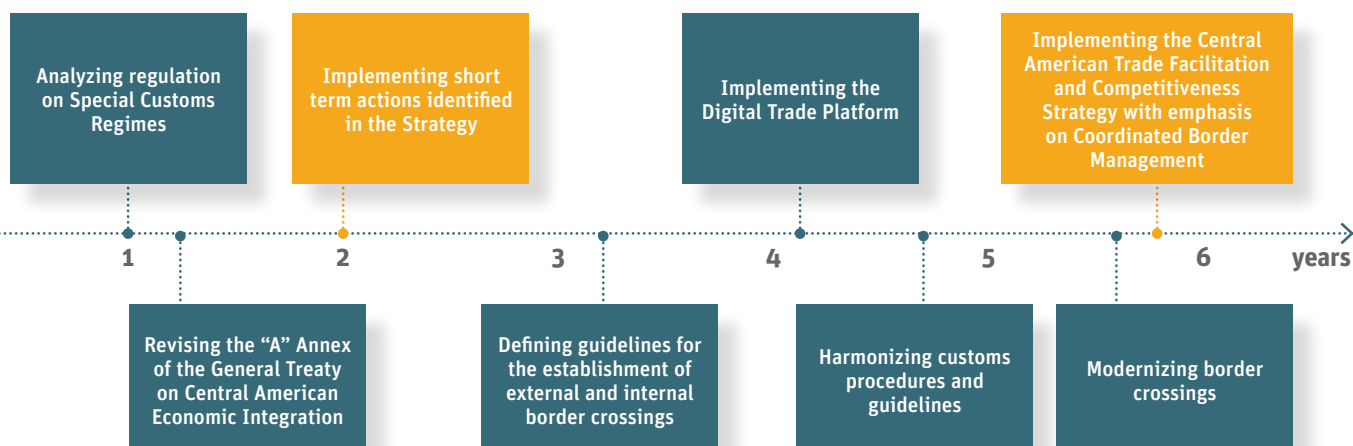 Analyzing regulation
on Special Customs
Regimes
Implementing short
term actions identified
in the Strategy
Implementing the
Digital Trade Platform
Implementing the Central
American Trade Facilitation
and Competitiveness
Strategy with emphasis
on Coordinated Border
Management
1 2 3 4 5 6 years
Revising the “A” Annex
of the General Treaty
on Central American
Economic Integration
Defining guidelines for
the establishment of
external and internal
border crossings
Harmonizing customs
procedures and
guidelines
Modernizing border
crossings